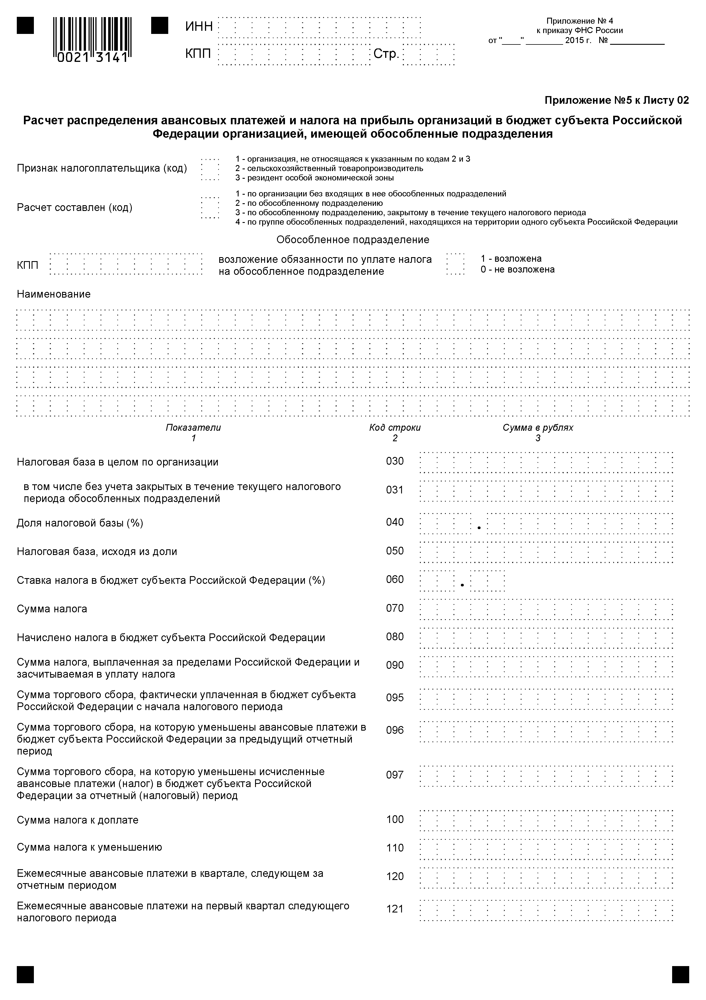 0021 3141
ИНН
КПП
Стр.
Приложение № 4
к приказу ФНС России
от "____" __________ 2015 г. № ___________
Приложение №5 к Листу 02
Расчет распределения авансовых платежей и налога на прибыль организаций в бюджет субъекта Российской
Федерации организацией, имеющей обособленные подразделения
Признак налогоплательщика (код)
1 - организация, не относящаяся к указанным по кодам 2 и 3
2 - сельскохозяйственный товаропроизводитель
3 - резидент особой экономической зоны
Расчет составлен (код)
1 - по организации без входящих в нее обособленных подразделений
2 - по обособленному подразделению
3 - по обособленному подразделению, закрытому в течение текущего налогового периода
4 - по группе обособленных подразделений, находящихся на территории одного субъекта Российской Федерации
Обособленное подразделение
КПП
возложение обязанности по уплате налога
на обособленное подразделение
1 - возложена
0 - не возложена
Наименование
Показатели Код строки Сумма в рублях
1 2 3
Налоговая база в целом по организации 030
в том числе без учета закрытых в течение текущего налогового
периода обособленных подразделений
031
Доля налоговой базы (%) 040 .
Налоговая база, исходя из доли 050
Ставка налога в бюджет субъекта Российской Федерации (%) 060 .
Сумма налога 070
Начислено налога в бюджет субъекта Российской Федерации 080
Сумма налога, выплаченная за пределами Российской Федерации и
засчитываемая в уплату налога
090
Сумма торгового сбора, фактически уплаченная в бюджет субъекта
Российской Федерации с начала налогового периода
095
Сумма торгового сбора, на которую уменьшены авансовые платежи в
бюджет субъекта Российской Федерации за предыдущий отчетный
период
096
Сумма торгового сбора, на которую уменьшены исчисленные
авансовые платежи (налог) в бюджет субъекта Российской
Федерации за отчетный (налоговый) период
097
Сумма налога к доплате 100
Сумма налога к уменьшению 110
Ежемесячные авансовые платежи в квартале, следующем за
отчетным периодом
120
Ежемесячные авансовые платежи на первый квартал следующего
налогового периода
121